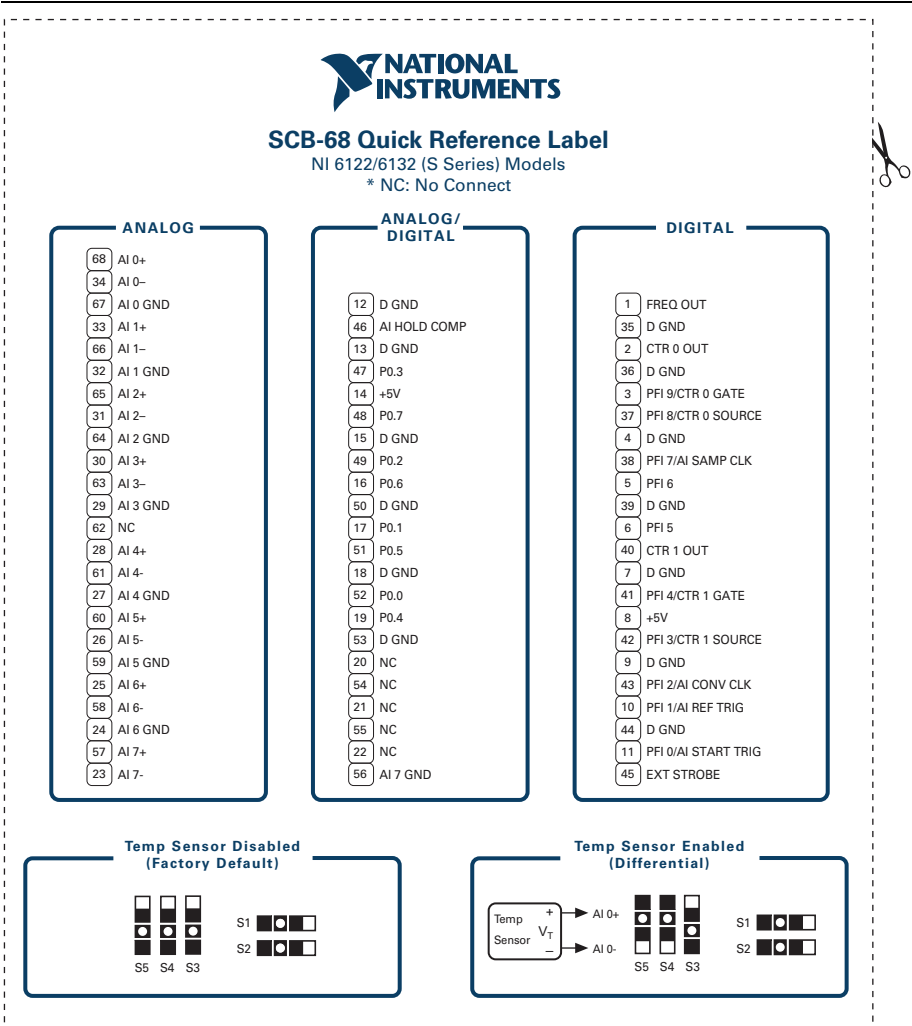 NATIONAL
INSTRUMENTS
SCB-68 Quick Reference Label
NI 6122/6132 (S Series) Models
* NC: No Connect
ANALOG
68 AI 0+
34 AI 0–
67 AI 0 GND
33 AI 1+
66 AI 1–
32 AI 1 GND
65 AI 2+
31 AI 2–
64 AI 2 GND
30 AI 3+
63 AI 3–
29 AI 3 GND
62 NC
28 AI 4+
61 AI 4-
27 AI 4 GND
60 AI 5+
26 AI 5-
59 AI 5 GND
25 AI 6+
58 AI 6-
24 AI 6 GND
57 AI 7+
23 AI 7-
ANALOG/
DIGITAL
12 D GND
46 AI HOLD COMP
13 D GND
47 P0.3
14 +5V
48 P0.7
15 D GND
49 P0.2
16 P0.6
50 D GND
17 P0.1
51 P0.5
18 D GND
52 P0.0
19 P0.4
53 D GND
20 NC
54 NC
21 NC
55 NC
22 NC
56 AI 7 GND
DIGITAL
1 FREQ OUT
35 D GND
2 CTR 0 OUT
36 D GND
3 PFI 9/CTR 0 GATE
37 PFI 8/CTR 0 SOURCE
4 D GND
38 PFI 7/AI SAMP CLK
5 PFI 6
39 D GND
6 PFI 5
40 CTR 1 OUT
7 D GND
41 PFI 4/CTR 1 GATE
8 +5V
42 PFI 3/CTR 1 SOURCE
9 D GND
43 PFI 2/AI CONV CLK
10 PFI 1/AI REF TRIG
44 D GND
11 PFI 0/AI START TRIG
45 EXT STROBE
Temp Sensor Disabled
(Factory Default)
S1
S2
S5 S4 S3
Temp Sensor Enabled
(Differential)
Temp
Sensor
+
VT
–
AI 0+
AI 0-
S1
S2
S5 S4 S3